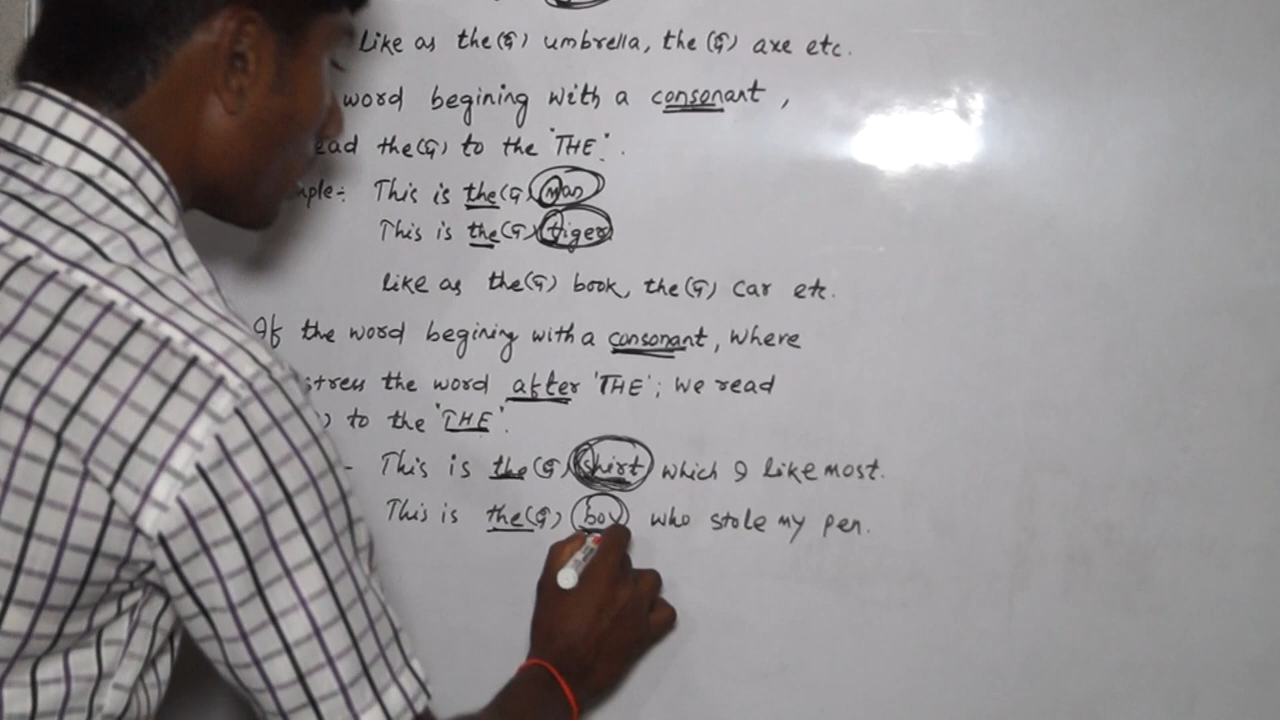 Like as the(दी) umbrella, the (दी) axe etc.
word begining with a consonant,
ead the(द) to the 'THE'.
mple:- This is the(द) man
This is the(द) tiger
like as the(द) book, the(द) car etc.
If the word begining with a consonant, where
stress the word after 'THE'; we read
) to the 'THE'.
- This is the(दी) shirt which I like most.
This is the(दी) boy who stole my pen.